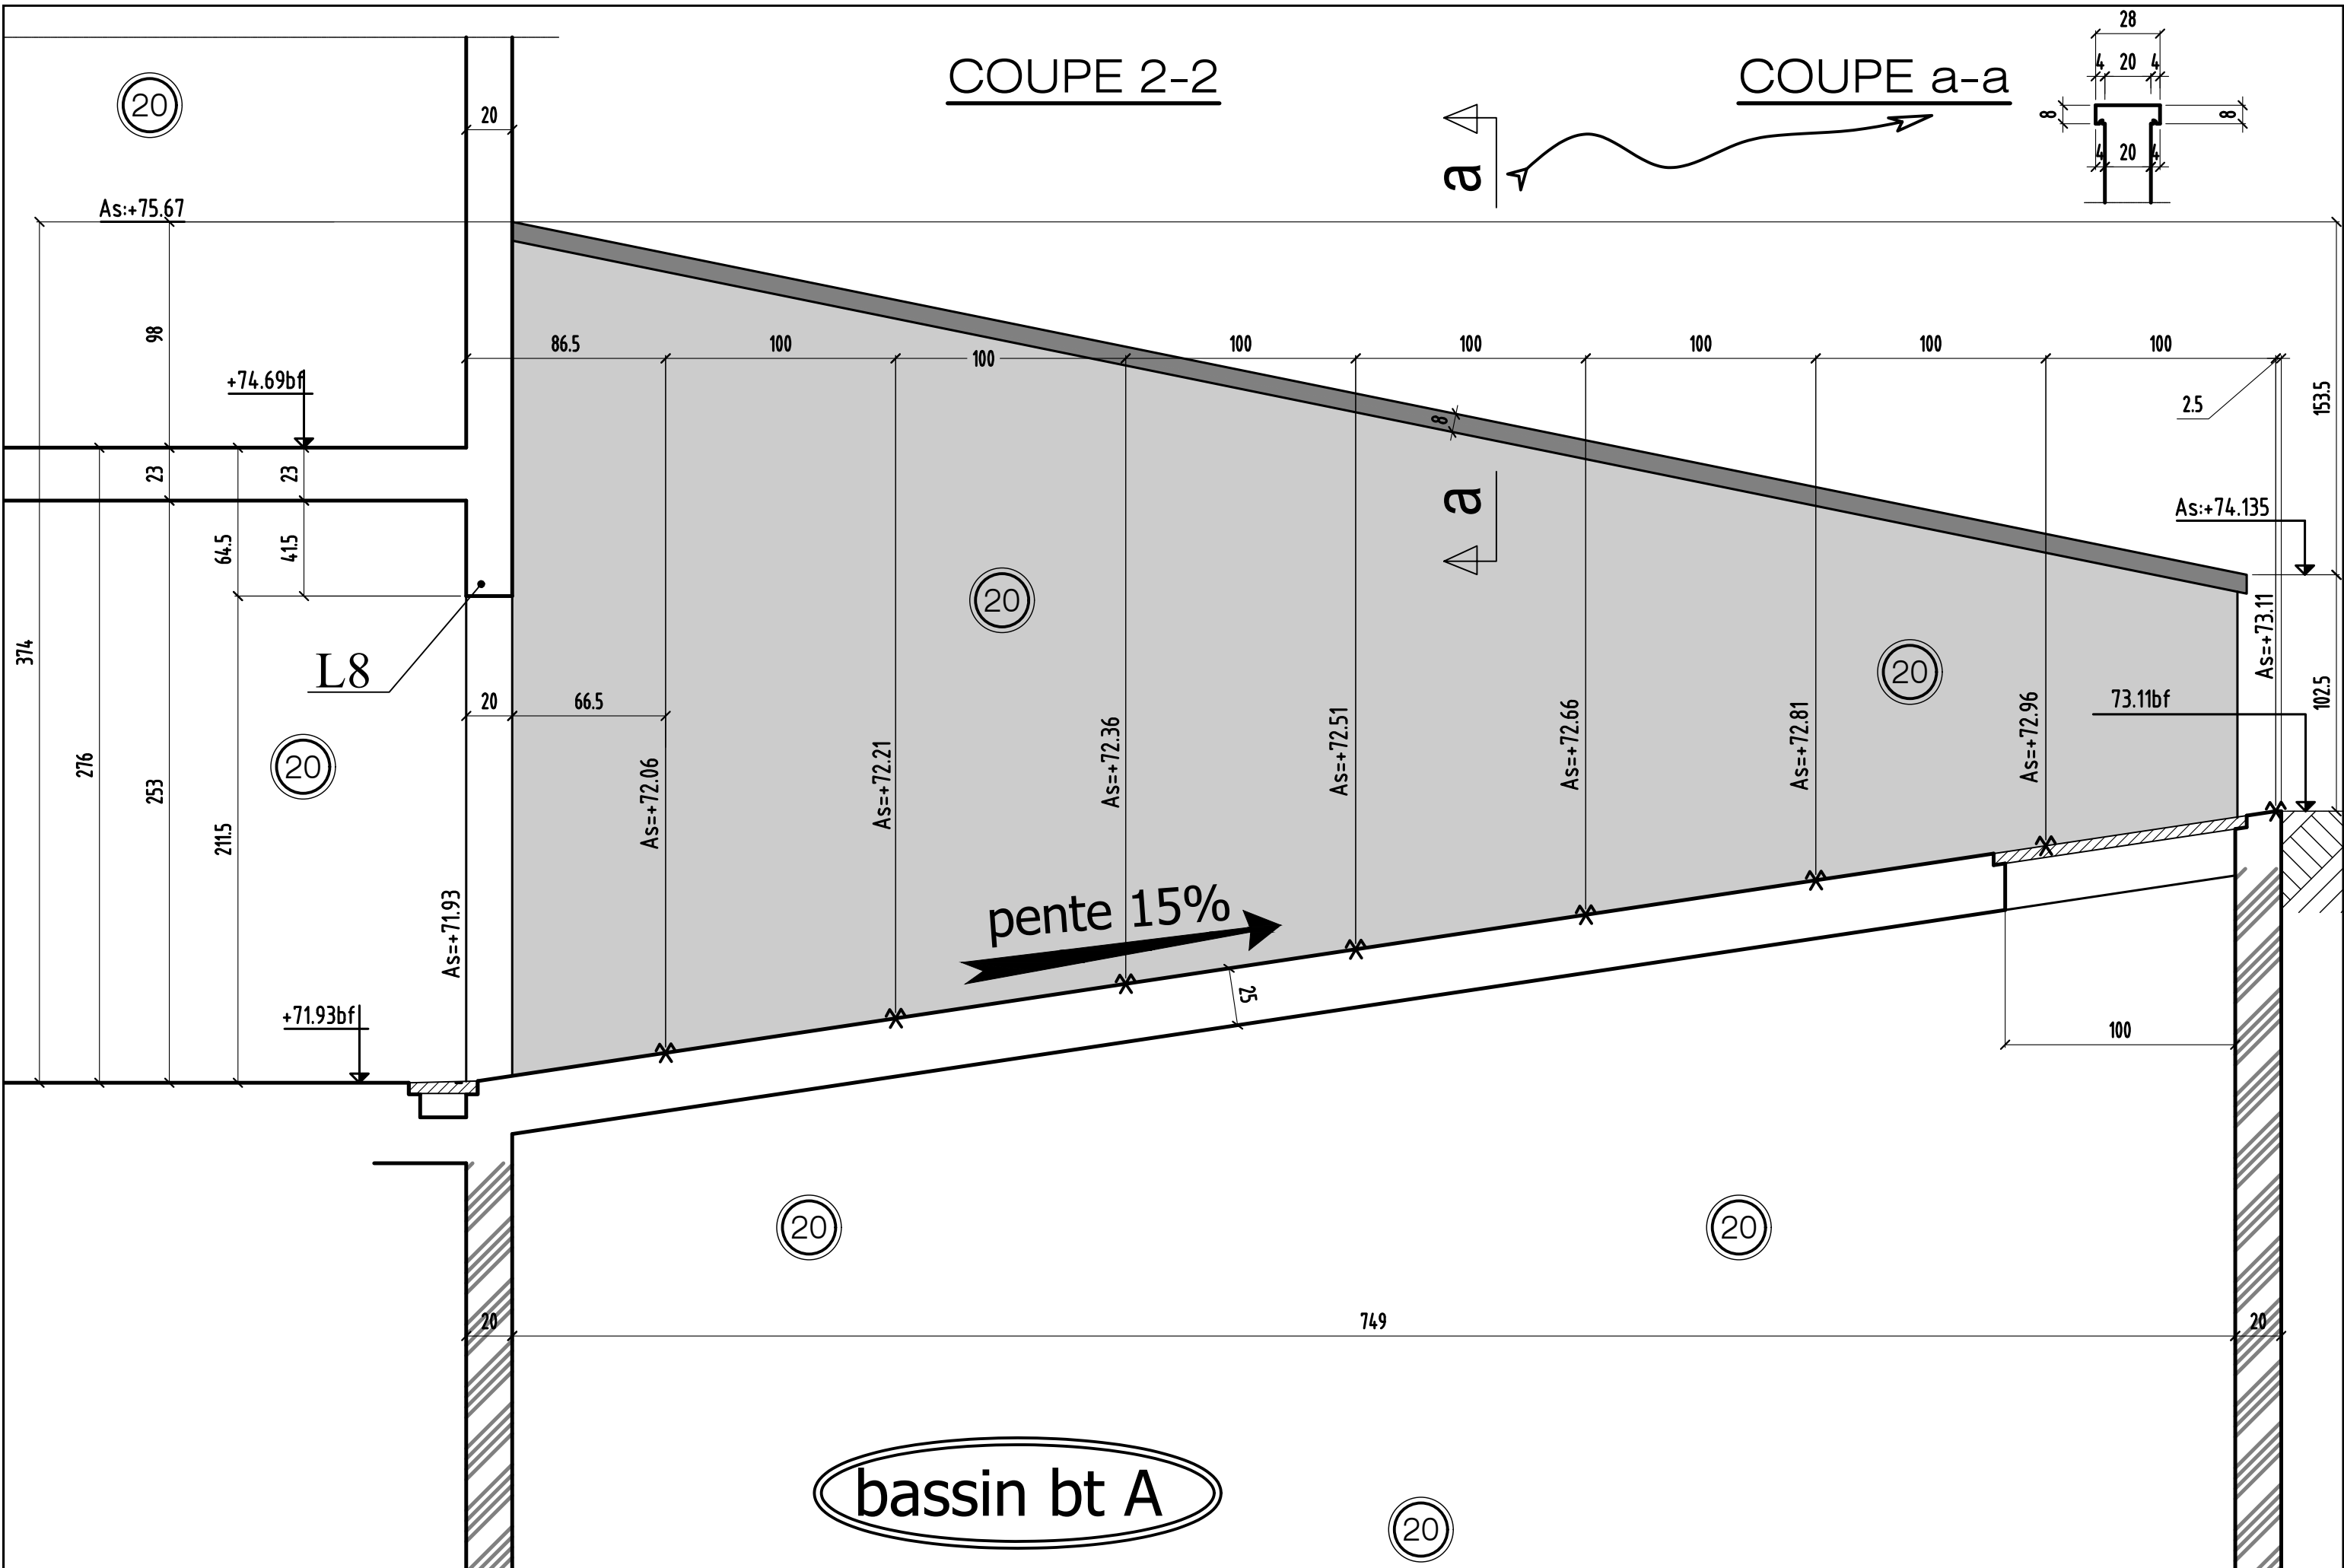 28
COUPE 2-2
COUPE a-a
4 20 4
20
20
8
8
a
4 20 4
As:+75.67
98
86.5
100
100
100
100
100
100
100
+74.69bf
153.5
2.5
8
23
23
a
As:+74.135
64.5
41.5
20
374
As=+73.11
L8
20
20
66.5
73.11bf
102.5
276
20
253
As=+72.06
As=+72.21
As=+72.36
As=+72.51
As=+72.66
As=+72.81
As=+72.96
211.5
As=+71.93
pente 15%
25
+71.93bf
100
20
20
20
749
20
bassin bt A
20